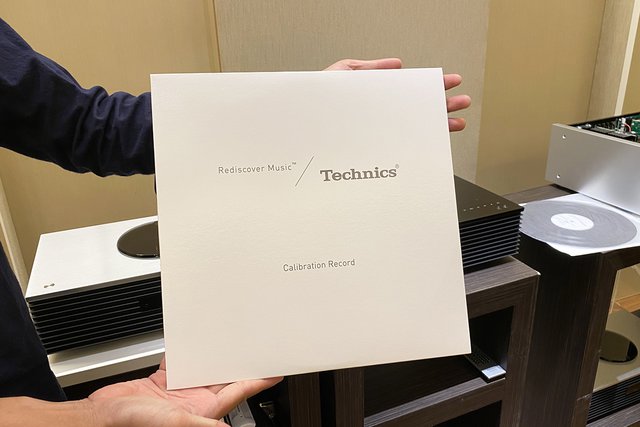 Rediscover Music™
Technics®
Calibration Record